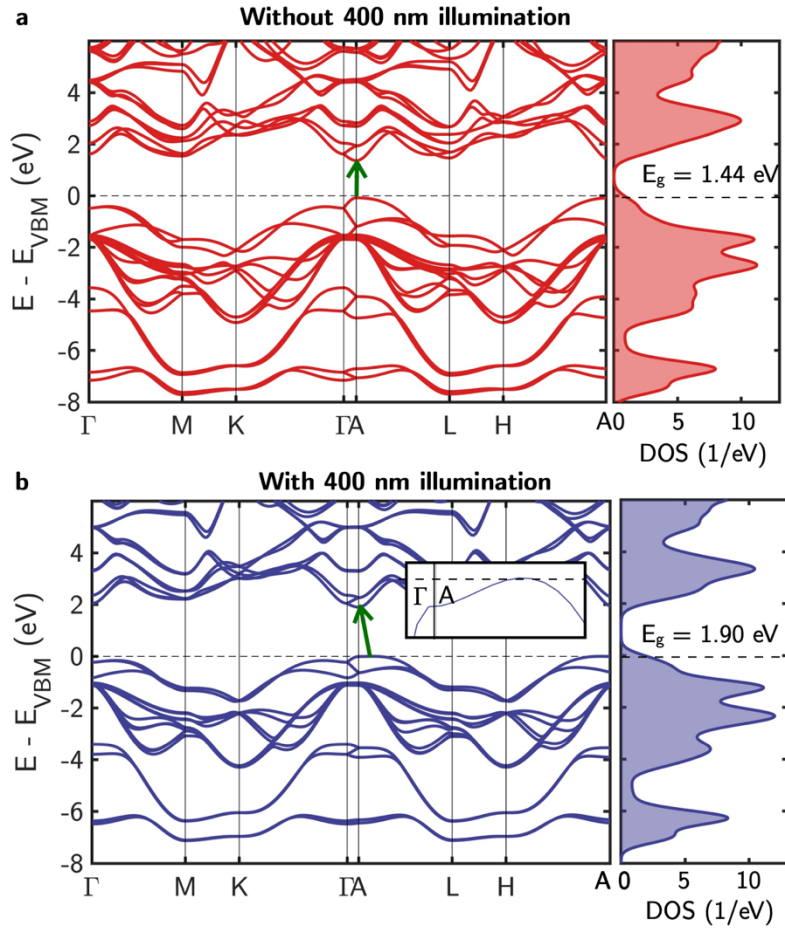 a
Without 400 nm illumination
E - E_VBM (eV)
4
2
0
-2
-4
-6
-8
Γ M K ΓA L H A
E_g = 1.44 eV
0 5 10
DOS (1/eV)
b
With 400 nm illumination
E - E_VBM (eV)
4
2
0
-2
-4
-6
-8
Γ A
Γ M K ΓA L H A
E_g = 1.90 eV
0 5 10
DOS (1/eV)